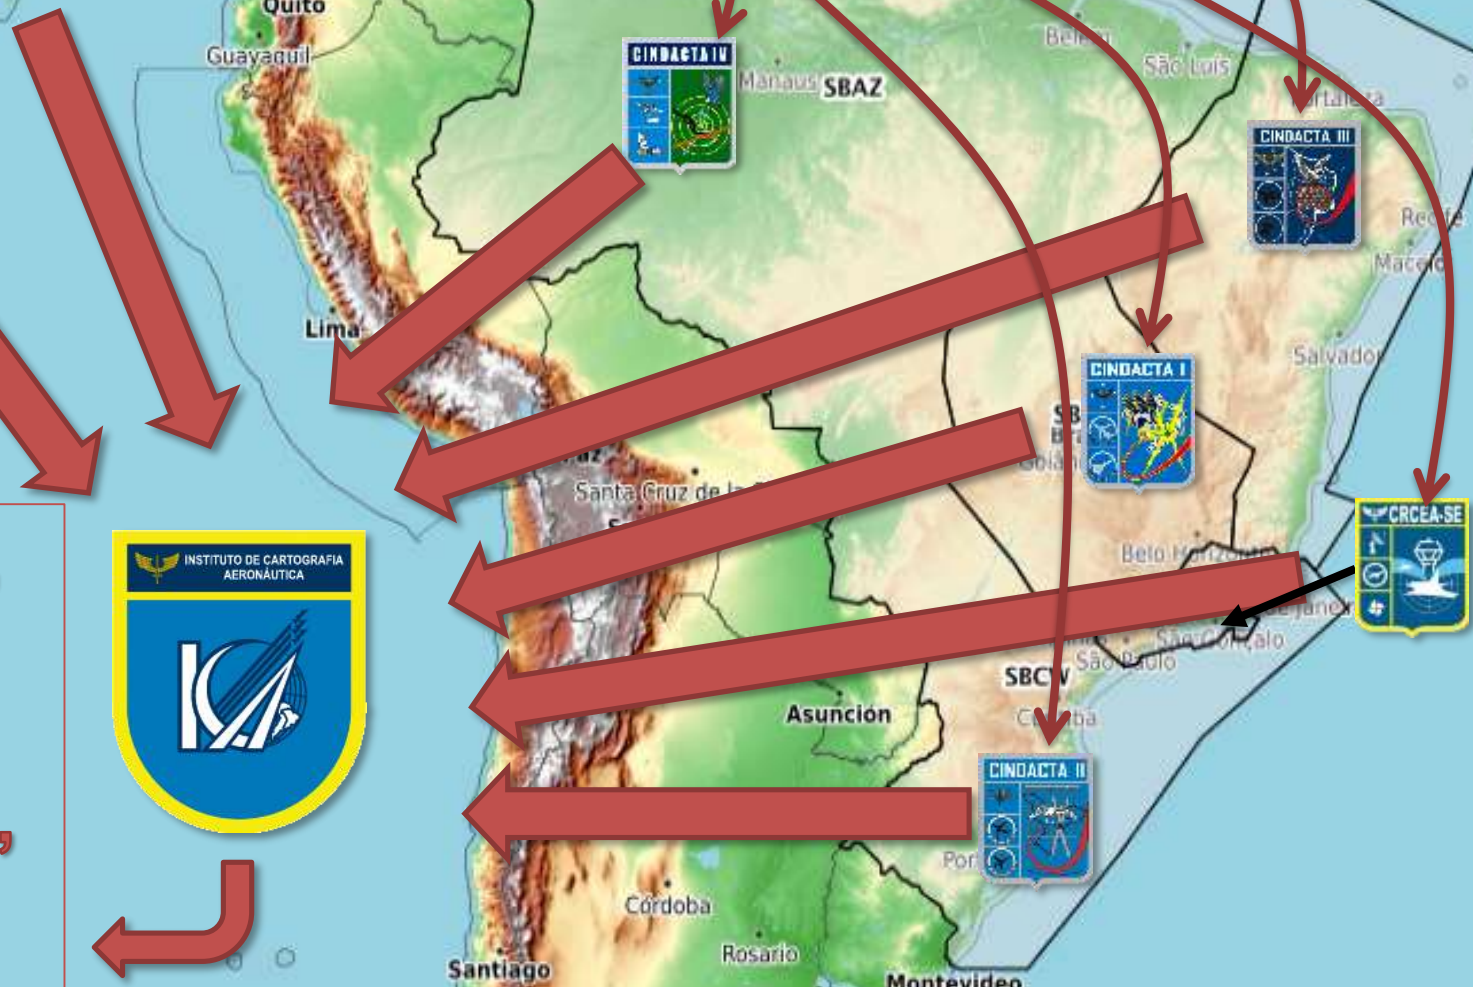 Quito
Guayaquil
CINDACTA IV
Manaus SBAZ
Belém
São Luís
Fortaleza
CINDACTA III
Recife
Maceió
Lima
Salvador
CINDACTA I
Santa Cruz de la
CRCEA-SE
Belo Horizonte
INSTITUTO DE CARTOGRAFIA
AERONÁUTICA
São Gonçalo
São Paulo
SBCW
Asunción
Curitiba
CINDACTA II
Córdoba
Rosario
Santiago
Montevideo